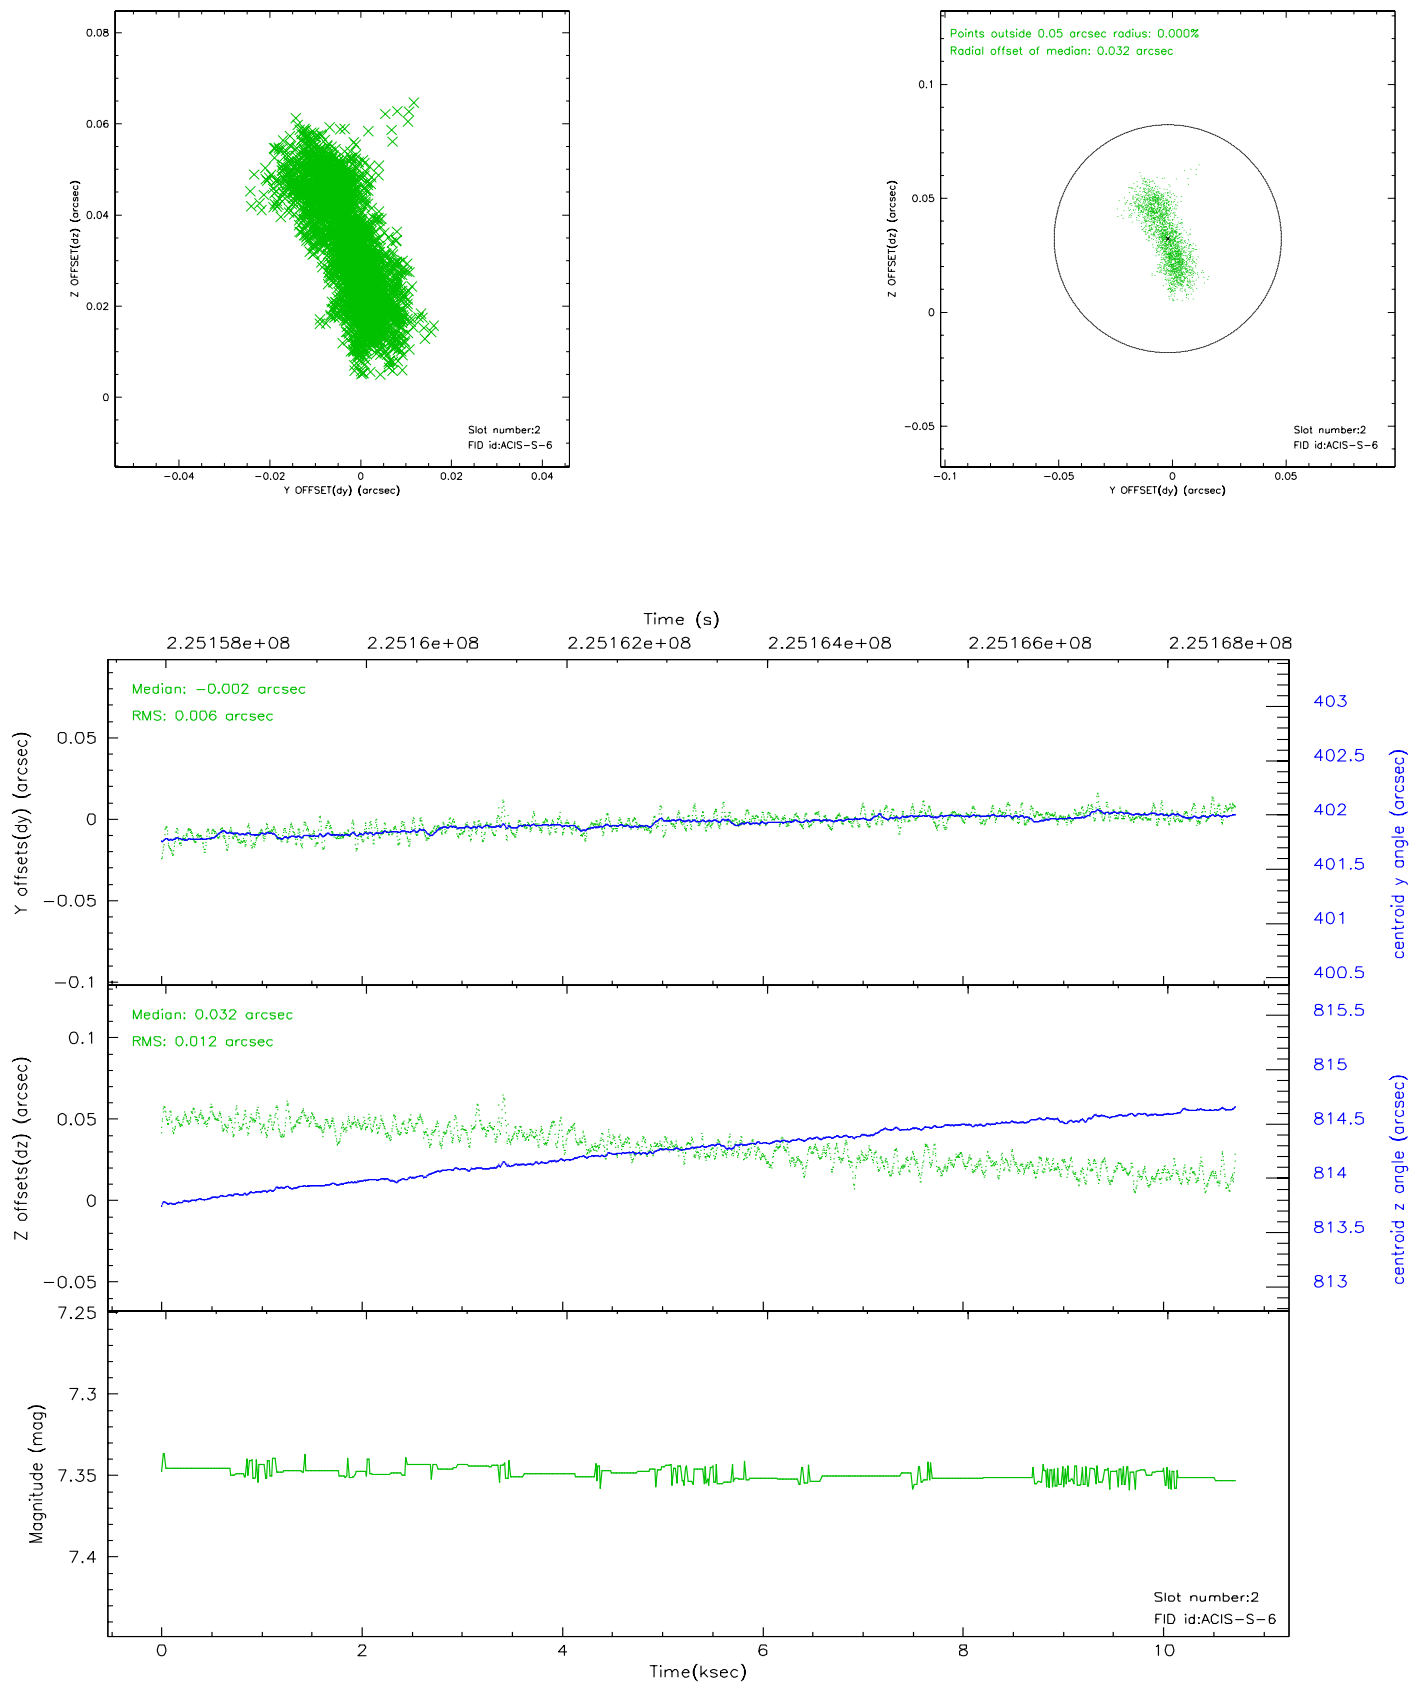 0.08
0.06
0.04
0.02
0
Z OFFSET(dz) (arcsec)
Slot number:2
FID id:ACIS-S-6
-0.04 -0.02 0 0.02 0.04
Y OFFSET(dy) (arcsec)
Points outside 0.05 arcsec radius: 0.000%
Radial offset of median: 0.032 arcsec
0.1
0.05
0
-0.05
Z OFFSET(dz) (arcsec)
Slot number:2
FID id:ACIS-S-6
-0.1 -0.05 0 0.05
Y OFFSET(dy) (arcsec)
Time (s)
2.25158e+08 2.2516e+08 2.25162e+08 2.25164e+08 2.25166e+08 2.25168e+08
Median: -0.002 arcsec
RMS: 0.006 arcsec
0.05
0
-0.05
-0.1
Y offsets(dy) (arcsec)
403
402.5
402
401.5
401
400.5
centroid y angle (arcsec)
Median: 0.032 arcsec
RMS: 0.012 arcsec
0.1
0.05
0
-0.05
Z offsets(dz) (arcsec)
815.5
815
814.5
814
813.5
813
centroid z angle (arcsec)
7.25
7.3
7.35
7.4
Magnitude (mag)
Slot number:2
FID id:ACIS-S-6
0 2 4 6 8 10
Time(ksec)